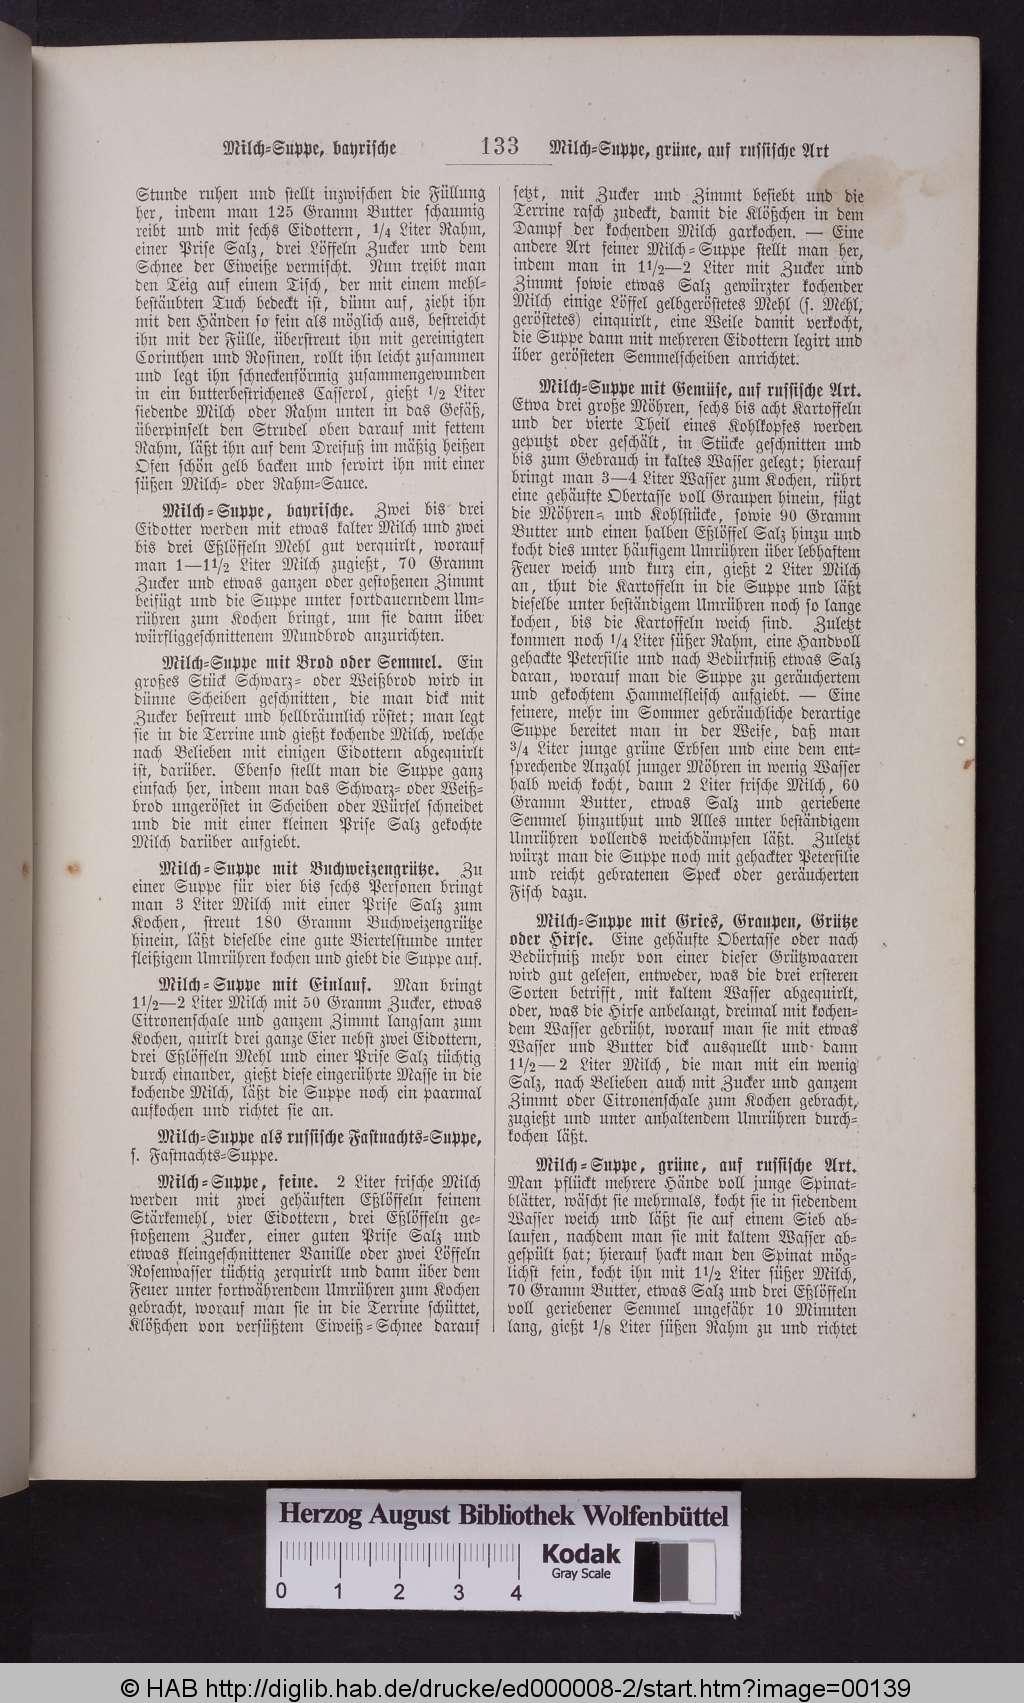 Milch-Suppe, bayrische 133 Milch-Suppe, grüne, auf russische Art
Stunde ruhen und stellt inzwischen die Füllung
her, indem man 125 Gramm Butter schaumig
reibt und mit sechs Eidottern, 1/4 Liter Rahm,
einer Prise Salz, drei Löffeln Zucker und dem
Schnee der Eiweiße vermischt. Nun treibt man
den Teig auf einem Tisch, der mit einem mehl-
bestäubten Tuch bedeckt ist, dünn auf, zieht ihn
mit den Händen so fein als möglich aus, bestreicht
ihn mit der Fülle, überstreut ihn mit gereinigten
Corinthen und Rosinen, rollt ihn leicht zusammen
und legt ihn schneckenförmig zusammengewunden
in ein butterbestrichenes Casserol, gießt 1/2 Liter
siedende Milch oder Rahm unten in das Gefäß,
überpinselt den Strudel oben darauf mit fettem
Rahm, läßt ihn auf dem Dreifuß im mäßig heißen
Ofen schön gelb backen und servirt ihn mit einer
süßen Milch- oder Rahm-Sauce.
Milch-Suppe, bayrische. Zwei bis drei
Eidotter werden mit etwas kalter Milch und zwei
bis drei Eßlöffeln Mehl gut verquirlt, worauf
man 1—1 1/2 Liter Milch zugießt, 70 Gramm
Zucker und etwas ganzen oder gestoßenen Zimmt
beifügt und die Suppe unter fortdauerndem Um-
rühren zum Kochen bringt, um sie dann über
würfliggeschnittenem Mundbrod anzurichten.
Milch-Suppe mit Brod oder Semmel. Ein
großes Stück Schwarz- oder Weißbrod wird in
dünne Scheiben geschnitten, die man dick mit
Zucker bestreut und hellbräunlich röstet; man legt
sie in die Terrine und gießt kochende Milch, welche
nach Belieben mit einigen Eidottern abgequirlt
ist, darüber. Ebenso stellt man die Suppe ganz
einfach her, indem man das Schwarz- oder Weiß-
brod ungeröstet in Scheiben oder Würfel schneidet
und die mit einer kleinen Prise Salz gekochte
Milch darüber aufgiebt.
Milch-Suppe mit Buchweizengrütze. Zu
einer Suppe für vier bis sechs Personen bringt
man 3 Liter Milch mit einer Prise Salz zum
Kochen, streut 180 Gramm Buchweizengrütze
hinein, läßt dieselbe eine gute Viertelstunde unter
fleißigem Umrühren kochen und giebt die Suppe auf.
Milch-Suppe mit Einlauf. Man bringt
1 1/2—2 Liter Milch mit 50 Gramm Zucker, etwas
Citronenschale und ganzem Zimmt langsam zum
Kochen, quirlt drei ganze Eier nebst zwei Eidottern,
drei Eßlöffeln Mehl und einer Prise Salz tüchtig
durch einander, gießt diese eingerührte Masse in die
kochende Milch, läßt die Suppe noch ein paarmal
aufkochen und richtet sie an.
Milch-Suppe als russische Fastnachts-Suppe,
s. Fastnachts-Suppe.
Milch-Suppe, feine. 2 Liter frische Milch
werden mit zwei gehäuften Eßlöffeln feinem
Stärkemehl, vier Eidottern, drei Eßlöffeln ge-
stoßenem Zucker, einer guten Prise Salz und
etwas kleingeschnittener Vanille oder zwei Löffeln
Rosenwasser tüchtig zerquirlt und dann über dem
Feuer unter fortwährendem Umrühren zum Kochen
gebracht, worauf man sie in die Terrine schüttet,
Klößchen von versüßtem Eiweiß-Schnee darauf
setzt, mit Zucker und Zimmt besiebt und die
Terrine rasch zudeckt, damit die Klößchen in dem
Dampf der kochenden Milch garkochen. — Eine
andere Art feiner Milch-Suppe stellt man her,
indem man in 1 1/2—2 Liter mit Zucker und
Zimmt sowie etwas Salz gewürzter kochender
Milch einige Löffel gelbgeröstetes Mehl (s. Mehl,
geröstetes) einquirlt, eine Weile damit verkocht,
die Suppe dann mit mehreren Eidottern legirt und
über gerösteten Semmelscheiben anrichtet.
Milch-Suppe mit Gemüse, auf russische Art.
Etwa drei große Möhren, sechs bis acht Kartoffeln
und der vierte Theil eines Kohlkopfes werden
geputzt oder geschält, in Stücke geschnitten und
bis zum Gebrauch in kaltes Wasser gelegt; hierauf
bringt man 3—4 Liter Wasser zum Kochen, rührt
eine gehäufte Obertasse voll Graupen hinein, fügt
die Möhren- und Kohlstücke, sowie 90 Gramm
Butter und einen halben Eßlöffel Salz hinzu und
kocht dies unter häufigem Umrühren über lebhaftem
Feuer weich und kurz ein, gießt 2 Liter Milch
an, thut die Kartoffeln in die Suppe und läßt
dieselbe unter beständigem Umrühren noch so lange
kochen, bis die Kartoffeln weich sind. Zuletzt
kommen noch 1/4 Liter süßer Rahm, eine Handvoll
gehackte Petersilie und nach Bedürfniß etwas Salz
daran, worauf man die Suppe zu geräuchertem
und gekochtem Hammelfleisch aufgiebt. — Eine
feinere, mehr im Sommer gebräuchliche derartige
Suppe bereitet man in der Weise, daß man
3/4 Liter junge grüne Erbsen und eine dem ent-
sprechende Anzahl junger Möhren in wenig Wasser
halb weich kocht, dann 2 Liter frische Milch, 60
Gramm Butter, etwas Salz und geriebene
Semmel hinzuthut und Alles unter beständigem
Umrühren vollends weichdämpfen läßt. Zuletzt
würzt man die Suppe noch mit gehackter Petersilie
und reicht gebratenen Speck oder geräucherten
Fisch dazu.
Milch-Suppe mit Gries, Graupen, Grütze
oder Hirse. Eine gehäufte Obertasse oder nach
Bedürfniß mehr von einer dieser Grützwaaren
wird gut gelesen, entweder, was die drei ersteren
Sorten betrifft, mit kaltem Wasser abgequirlt,
oder, was die Hirse anbelangt, dreimal mit kochen-
dem Wasser gebrüht, worauf man sie mit etwas
Wasser und Butter dick ausquellt und dann
1 1/2—2 Liter Milch, die man mit ein wenig
Salz, nach Belieben auch mit Zucker und ganzem
Zimmt oder Citronenschale zum Kochen gebracht,
zugießt und unter anhaltendem Umrühren durch-
kochen läßt.
Milch-Suppe, grüne, auf russische Art.
Man pflückt mehrere Hände voll junge Spinat-
blätter, wäscht sie mehrmals, kocht sie in siedendem
Wasser weich und läßt sie auf einem Sieb ab-
laufen, nachdem man sie mit kaltem Wasser ab-
gespült hat; hierauf hackt man den Spinat mög-
lichst fein, kocht ihn mit 1 1/2 Liter süßer Milch,
70 Gramm Butter, etwas Salz und drei Eßlöffeln
voll geriebener Semmel ungefähr 10 Minuten
lang, gießt 1/8 Liter süßen Rahm zu und richtet
Herzog August Bibliothek Wolfenbüttel
Kodak
Gray Scale
0 1 2 3 4
© HAB http://diglib.hab.de/drucke/ed000008-2/start.htm?image=00139